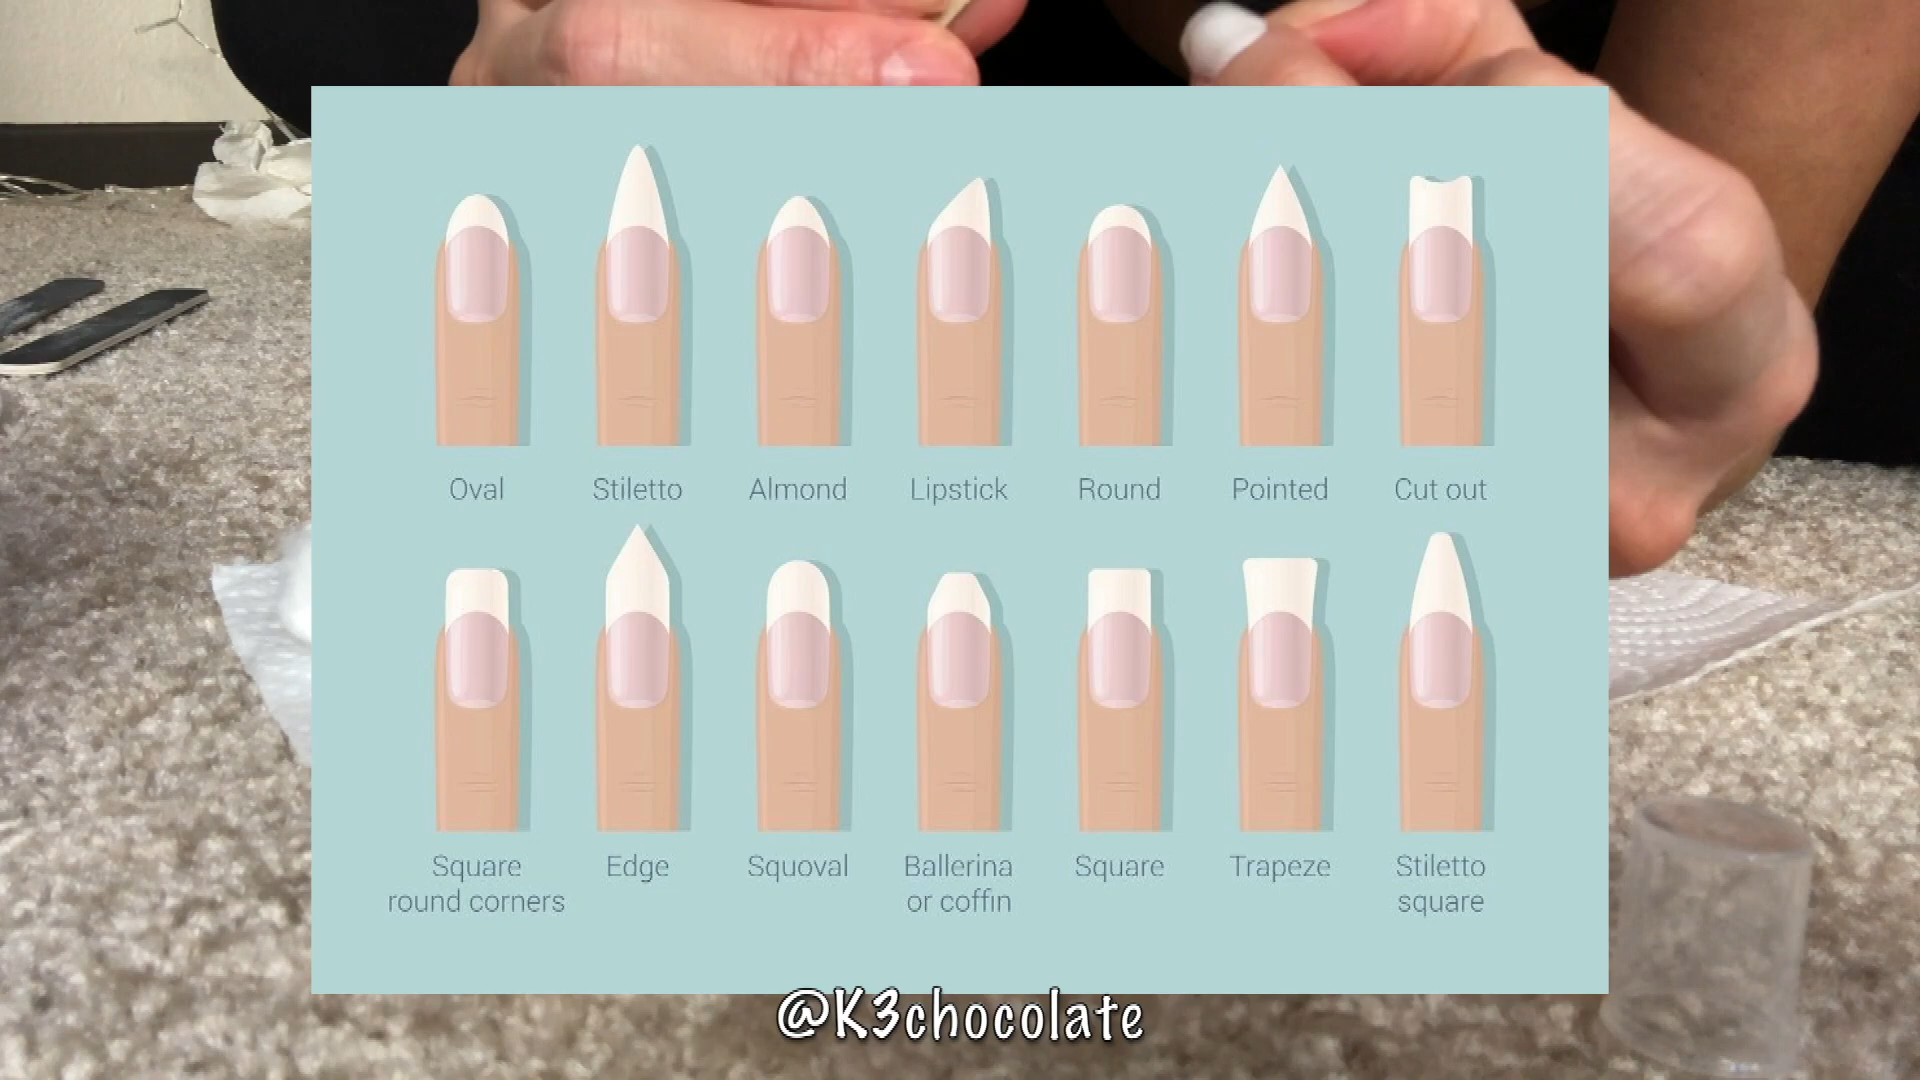 Oval
Stiletto
Almond
Lipstick
Round
Pointed
Cut out
Square
round corners
Edge
Squoval
Ballerina
or coffin
Square
Trapeze
Stiletto
square
@K3chocolate